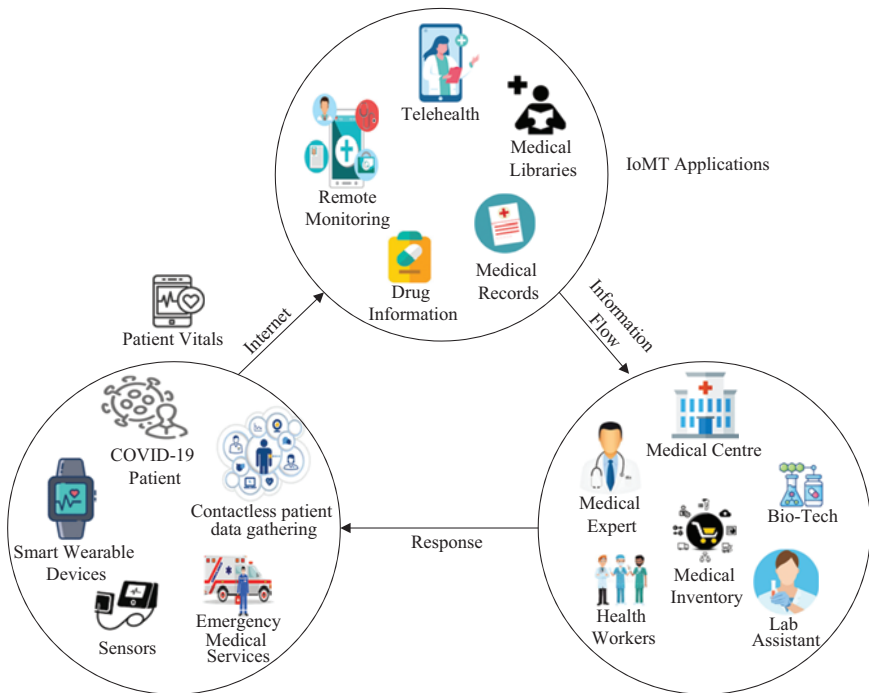 Telehealth
Medical
Libraries
IoMT Applications
Remote
Monitoring
Medical
Records
Drug
Information
Patient Vitals
Internet
Information
Flow
COVID-19
Patient
Contactless patient
data gathering
Smart Wearable
Devices
Sensors
Emergency
Medical
Services
Response
Medical Centre
Medical
Expert
Bio-Tech
Medical
Inventory
Health
Workers
Lab
Assistant